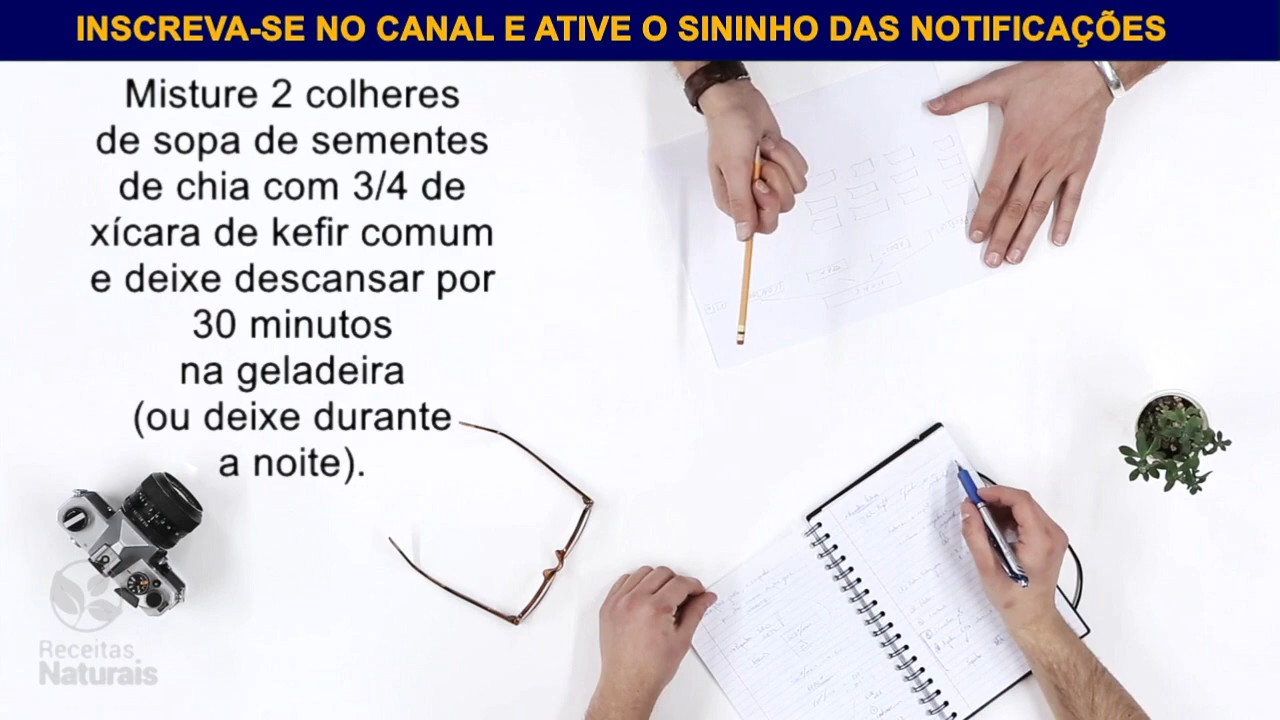 INSCREVA-SE NO CANAL E ATIVE O SININHO DAS NOTIFICAÇÕES
Misture 2 colheres
de sopa de sementes
de chia com 3/4 de
xícara de kefir comum
e deixe descansar por
30 minutos
na geladeira
(ou deixe durante
a noite).
Receitas
Naturais